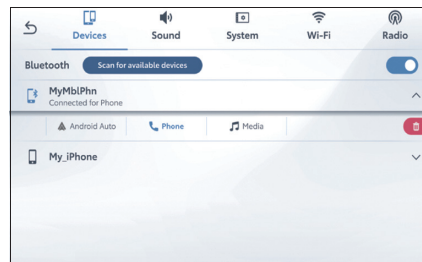 Devices Sound System Wi-Fi Radio
Bluetooth Scan for available devices
MyMblPhn
Connected for Phone
Android Auto Phone Media
My_iPhone